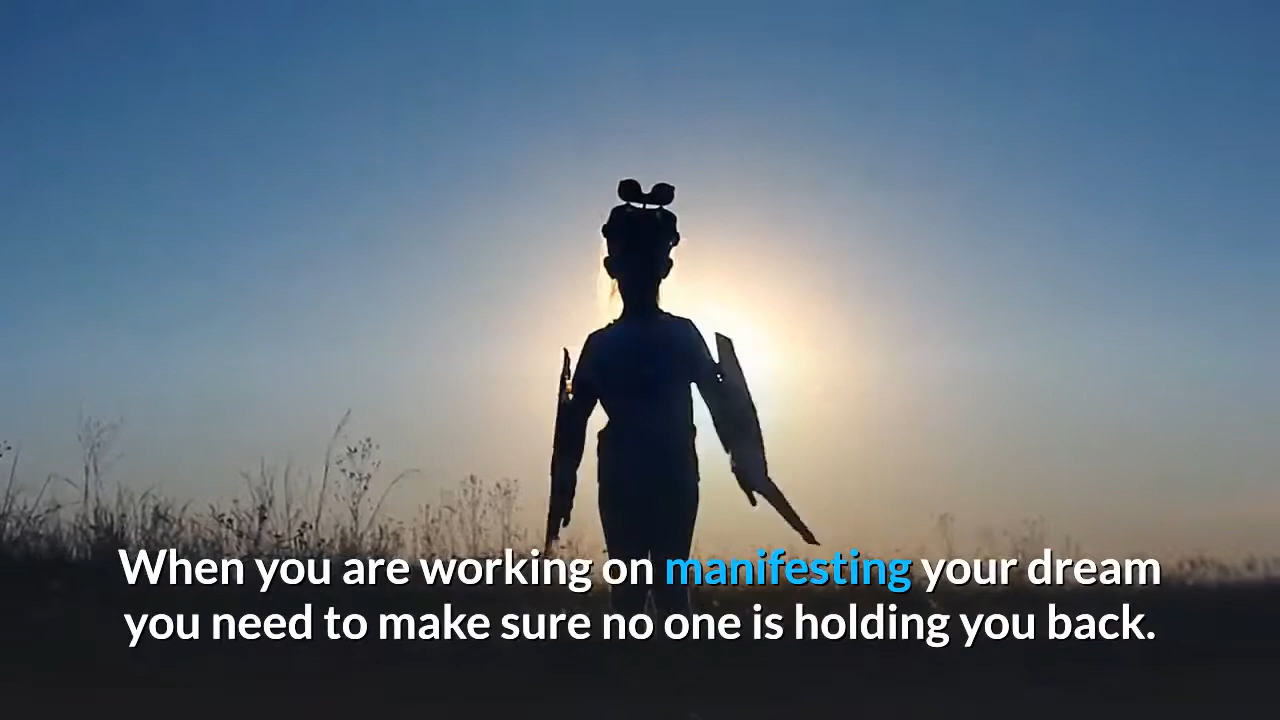 When you are working on manifesting your dream
you need to make sure no one is holding you back.